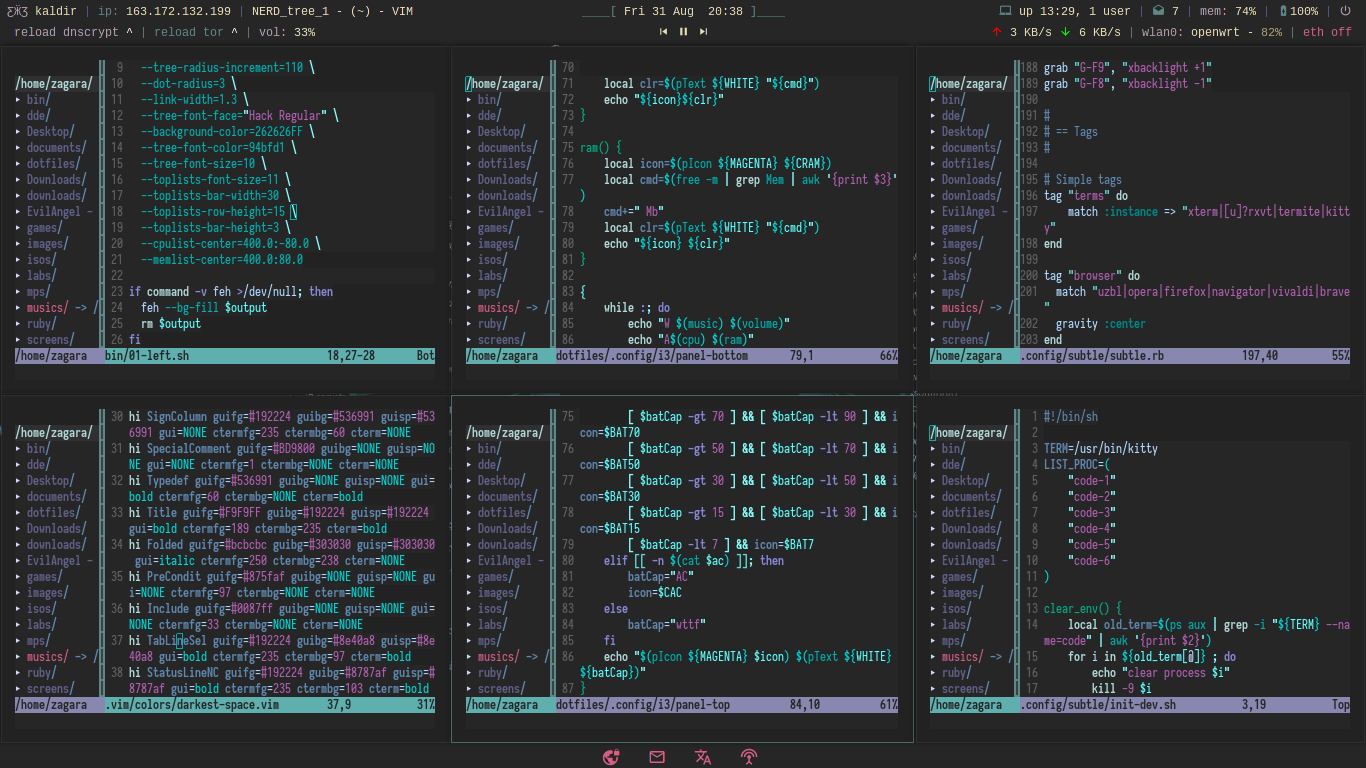 kaldir | ip: 163.172.132.199 | NERD_tree_1 - (~) - VIM
____[ Fri 31 Aug  20:38 ]____
up 13:29, 1 user | 7 | mem: 74% | 100% |
reload dnscrypt ^ | reload tor ^ | vol: 33%
↑ 3 KB/s ↓ 6 KB/s | wlan0: openwrt - 82% | eth off
/home/zagara/
▸ bin/
▸ dde/
▸ Desktop/
▸ documents/
▸ dotfiles/
▸ Downloads/
▸ downloads/
▸ EvilAngel -
▸ games/
▸ images/
▸ isos/
▸ labs/
▸ mps/
▸ musics/ -> /
▸ ruby/
▸ screens/
9   --tree-radius-increment=110 \
10   --dot-radius=3 \
11   --link-width=1.3 \
12   --tree-font-face="Hack Regular" \
13   --background-color=262626FF \
14   --tree-font-color=94bfd1 \
15   --tree-font-size=10 \
16   --toplists-font-size=11 \
17   --toplists-bar-width=30 \
18   --toplists-row-height=15 \
19   --toplists-bar-height=3 \
20   --cpulist-center=400.0:-80.0 \
21   --memlist-center=400.0:80.0
22
23 if command -v feh >/dev/null; then
24   feh --bg-fill $output
25   rm $output
26 fi
/home/zagara bin/01-left.sh 18,27-28 Bot
/home/zagara/
▸ bin/
▸ dde/
▸ Desktop/
▸ documents/
▸ dotfiles/
▸ Downloads/
▸ downloads/
▸ EvilAngel -
▸ games/
▸ images/
▸ isos/
▸ labs/
▸ mps/
▸ musics/ -> /
▸ ruby/
▸ screens/
70
71     local clr=$(pText ${WHITE} "${cmd}")
72     echo "${icon}${clr}"
73 }
74
75 ram() {
76     local icon=$(pIcon ${MAGENTA} ${CRAM})
77     local cmd=$(free -m | grep Mem | awk '{print $3}'
)
78     cmd+=" Mb"
79     local clr=$(pText ${WHITE} "${cmd}")
80     echo "${icon} ${clr}"
81 }
82
83 {
84     while :; do
85         echo "W $(music) $(volume)"
86         echo "A$(cpu) $(ram)"
/home/zagara dotfiles/.config/i3/panel-bottom 79,1 66%
/home/zagara/
▸ bin/
▸ dde/
▸ Desktop/
▸ documents/
▸ dotfiles/
▸ Downloads/
▸ downloads/
▸ EvilAngel -
▸ games/
▸ images/
▸ isos/
▸ labs/
▸ mps/
▸ musics/ -> /
▸ ruby/
▸ screens/
188 grab "G-F9", "xbacklight +1"
189 grab "G-F8", "xbacklight -1"
190
191 #
192 # == Tags
193 #
194
195 # Simple tags
196 tag "terms" do
197     match :instance => "xterm|[u]?rxvt|termite|kitt
y"
198 end
199
200 tag "browser" do
201   match "uzbl|opera|firefox|navigator|vivaldi|brave
"
202   gravity :center
203 end
/home/zagara .config/subtle/subtle.rb 197,40 55%
/home/zagara/
▸ bin/
▸ dde/
▸ Desktop/
▸ documents/
▸ dotfiles/
▸ Downloads/
▸ downloads/
▸ EvilAngel -
▸ games/
▸ images/
▸ isos/
▸ labs/
▸ mps/
▸ musics/ -> /
▸ ruby/
▸ screens/
30 hi SignColumn guifg=#192224 guibg=#536991 guisp=#53
6991 gui=NONE ctermfg=235 ctermbg=60 cterm=NONE
31 hi SpecialComment guifg=#BD9800 guibg=NONE guisp=NO
NE gui=NONE ctermfg=1 ctermbg=NONE cterm=NONE
32 hi Typedef guifg=#536991 guibg=NONE guisp=NONE gui=
bold ctermfg=60 ctermbg=NONE cterm=bold
33 hi Title guifg=#F9F9FF guibg=#192224 guisp=#192224
gui=bold ctermfg=189 ctermbg=235 cterm=bold
34 hi Folded guifg=#bcbcbc guibg=#303030 guisp=#303030
gui=italic ctermfg=250 ctermbg=238 cterm=NONE
35 hi PreCondit guifg=#875faf guibg=NONE guisp=NONE gu
i=NONE ctermfg=97 ctermbg=NONE cterm=NONE
36 hi Include guifg=#0087ff guibg=NONE guisp=NONE gui=
NONE ctermfg=33 ctermbg=NONE cterm=NONE
37 hi TabLineSel guifg=#192224 guibg=#8e40a8 guisp=#8e
40a8 gui=bold ctermfg=235 ctermbg=97 cterm=bold
38 hi StatusLineNC guifg=#192224 guibg=#8787af guisp=#
8787af gui=bold ctermfg=235 ctermbg=103 cterm=bold
/home/zagara .vim/colors/darkest-space.vim 37,9 31%
/home/zagara/
▸ bin/
▸ dde/
▸ Desktop/
▸ documents/
▸ dotfiles/
▸ Downloads/
▸ downloads/
▸ EvilAngel -
▸ games/
▸ images/
▸ isos/
▸ labs/
▸ mps/
▸ musics/ -> /
▸ ruby/
▸ screens/
75         [ $batCap -gt 70 ] && [ $batCap -lt 90 ] && i
con=$BAT70
76         [ $batCap -gt 50 ] && [ $batCap -lt 70 ] && i
con=$BAT50
77         [ $batCap -gt 30 ] && [ $batCap -lt 50 ] && i
con=$BAT30
78         [ $batCap -gt 15 ] && [ $batCap -lt 30 ] && i
con=$BAT15
79         [ $batCap -lt 7 ] && icon=$BAT7
80     elif [[ -n $(cat $ac) ]]; then
81         batCap="AC"
82         icon=$CAC
83     else
84         batCap="wttf"
85     fi
86     echo "$(pIcon ${MAGENTA} $icon) $(pText ${WHITE}
${batCap})"
87 }
/home/zagara dotfiles/.config/i3/panel-top 84,10 61%
/home/zagara/
▸ bin/
▸ dde/
▸ Desktop/
▸ documents/
▸ dotfiles/
▸ Downloads/
▸ downloads/
▸ EvilAngel -
▸ games/
▸ images/
▸ isos/
▸ labs/
▸ mps/
▸ musics/ -> /
▸ ruby/
▸ screens/
1 #!/bin/sh
2
3 TERM=/usr/bin/kitty
4 LIST_PROC=(
5     "code-1"
6     "code-2"
7     "code-3"
8     "code-4"
9     "code-5"
10     "code-6"
11 )
12
13 clear_env() {
14     local old_term=$(ps aux | grep -i "${TERM} --na
me=code" | awk '{print $2}')
15     for i in ${old_term[@]} ; do
16         echo "clear process $i"
17         kill -9 $i
/home/zagara .config/subtle/init-dev.sh 3,19 Top